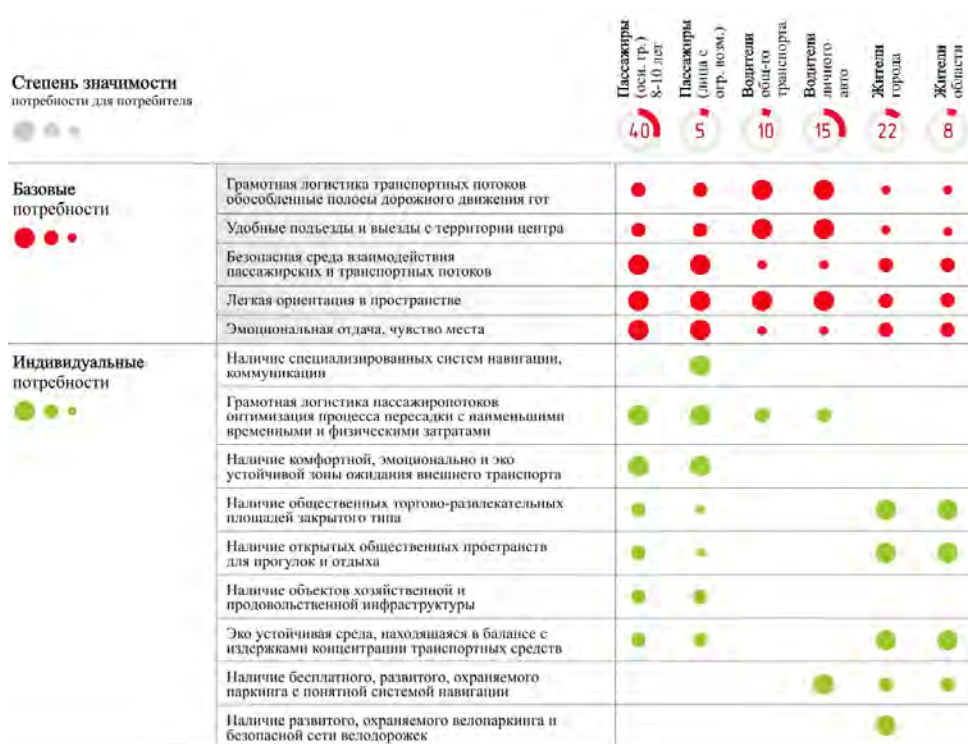 Пассажиры
(осн. гр.)
8-10 лет
Пассажиры
(лица с
огр. возм.)
Водители
общ-го
транспорта
Водители
личного
авто
Жители
города
Жители
области
Степень значимости
потребности для потребителя
40
5
10
15
22
8
Базовые
потребности
Грамотная логистика транспортных потоков
обособленные полосы дорожного движения гот
Удобные подъезды и выезды с территории центра
Безопасная среда взаимодействия
пассажирских и транспортных потоков
Легкая ориентация в пространстве
Эмоциональная отдача, чувство места
Индивидуальные
потребности
Наличие специализированных систем навигации,
коммуникации
Грамотная логистика пассажиропотоков
оптимизация процесса пересадки с наименьшими
временными и физическими затратами
Наличие комфортной, эмоционально и эко
устойчивой зоны ожидания внешнего транспорта
Наличие общественных торгово-развлекательных
площадей закрытого типа
Наличие открытых общественных пространств
для прогулок и отдыха
Наличие объектов хозяйственной и
продовольственной инфраструктуры
Эко устойчивая среда, находящаяся в балансе с
издержками концентрации транспортных средств
Наличие бесплатного, развитого, охраняемого
паркинга с понятной системой навигации
Наличие развитого, охраняемого велопаркинга и
безопасной сети велодорожек